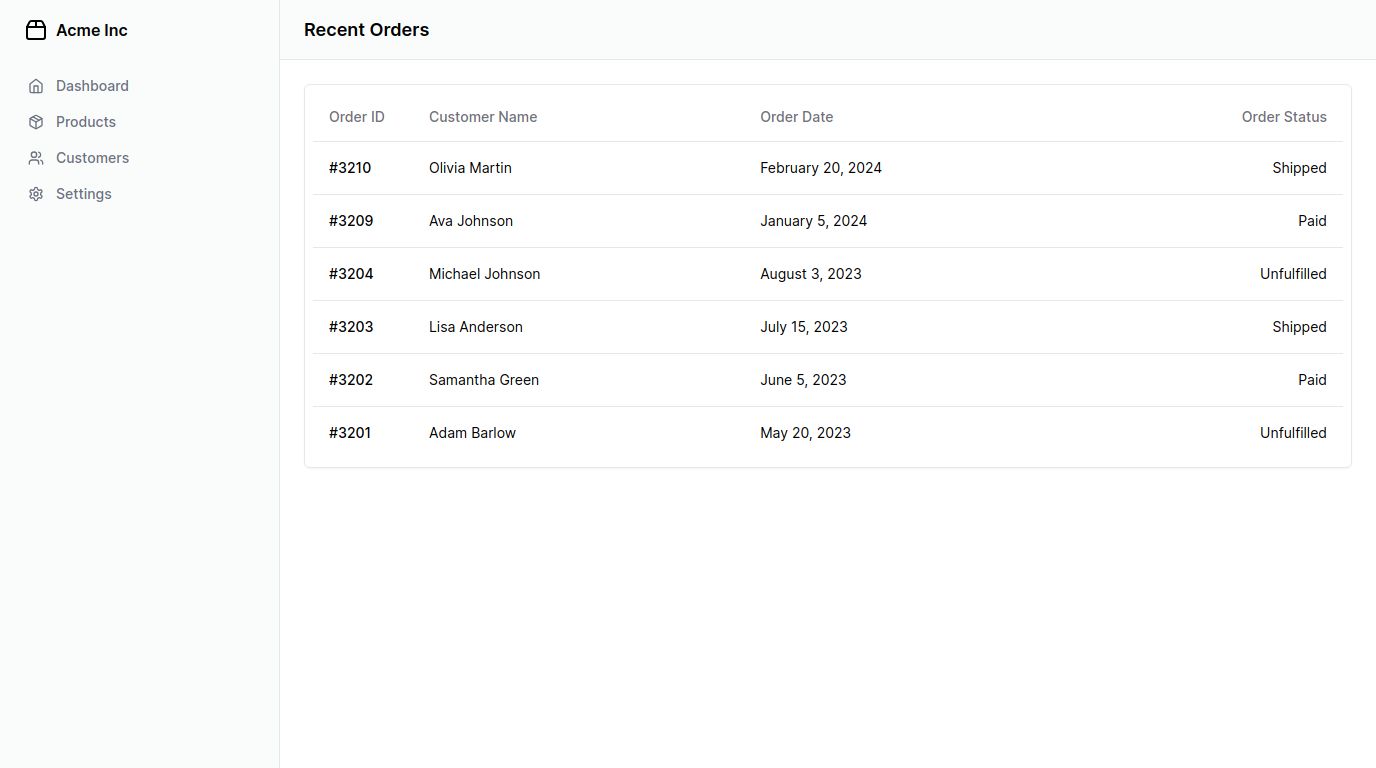 Acme Inc
Dashboard
Products
Customers
Settings
Recent Orders
Order ID Customer Name Order Date Order Status
#3210 Olivia Martin February 20, 2024 Shipped
#3209 Ava Johnson January 5, 2024 Paid
#3204 Michael Johnson August 3, 2023 Unfulfilled
#3203 Lisa Anderson July 15, 2023 Shipped
#3202 Samantha Green June 5, 2023 Paid
#3201 Adam Barlow May 20, 2023 Unfulfilled